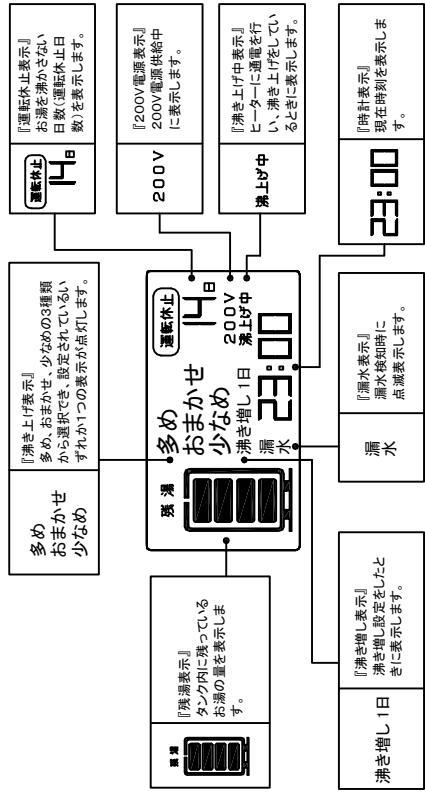 『運転休止表示』
お湯を沸かさない
日数(運転休止日
数)を表示します。
運転休止
14日
『200V電源表示』
200V電源供給中
に表示します。
200V
『沸き上げ中表示』
ヒーターに通電を行
い、沸き上げをしてい
るときに表示します。
沸上げ中
『時計表示』
現在時刻を表示しま
す。
23:00
『沸き上げ表示』
多め、おまかせ、少なめの3種類
から選択でき、設定されているい
ずれか1つの表示が点灯します。
多め
おまかせ
少なめ
残湯
多め
おまかせ
少なめ
沸き増し1日
漏水
運転休止
14日
200V
沸上げ中
23:00
『漏水表示』
漏水検知時に
点滅表示します。
漏
水
『残湯表示』
タンク内に残っている
お湯の量を表示しま
す。
残湯
『沸き増し表示』
沸き増し設定をしたと
きに表示します。
沸き増し1日